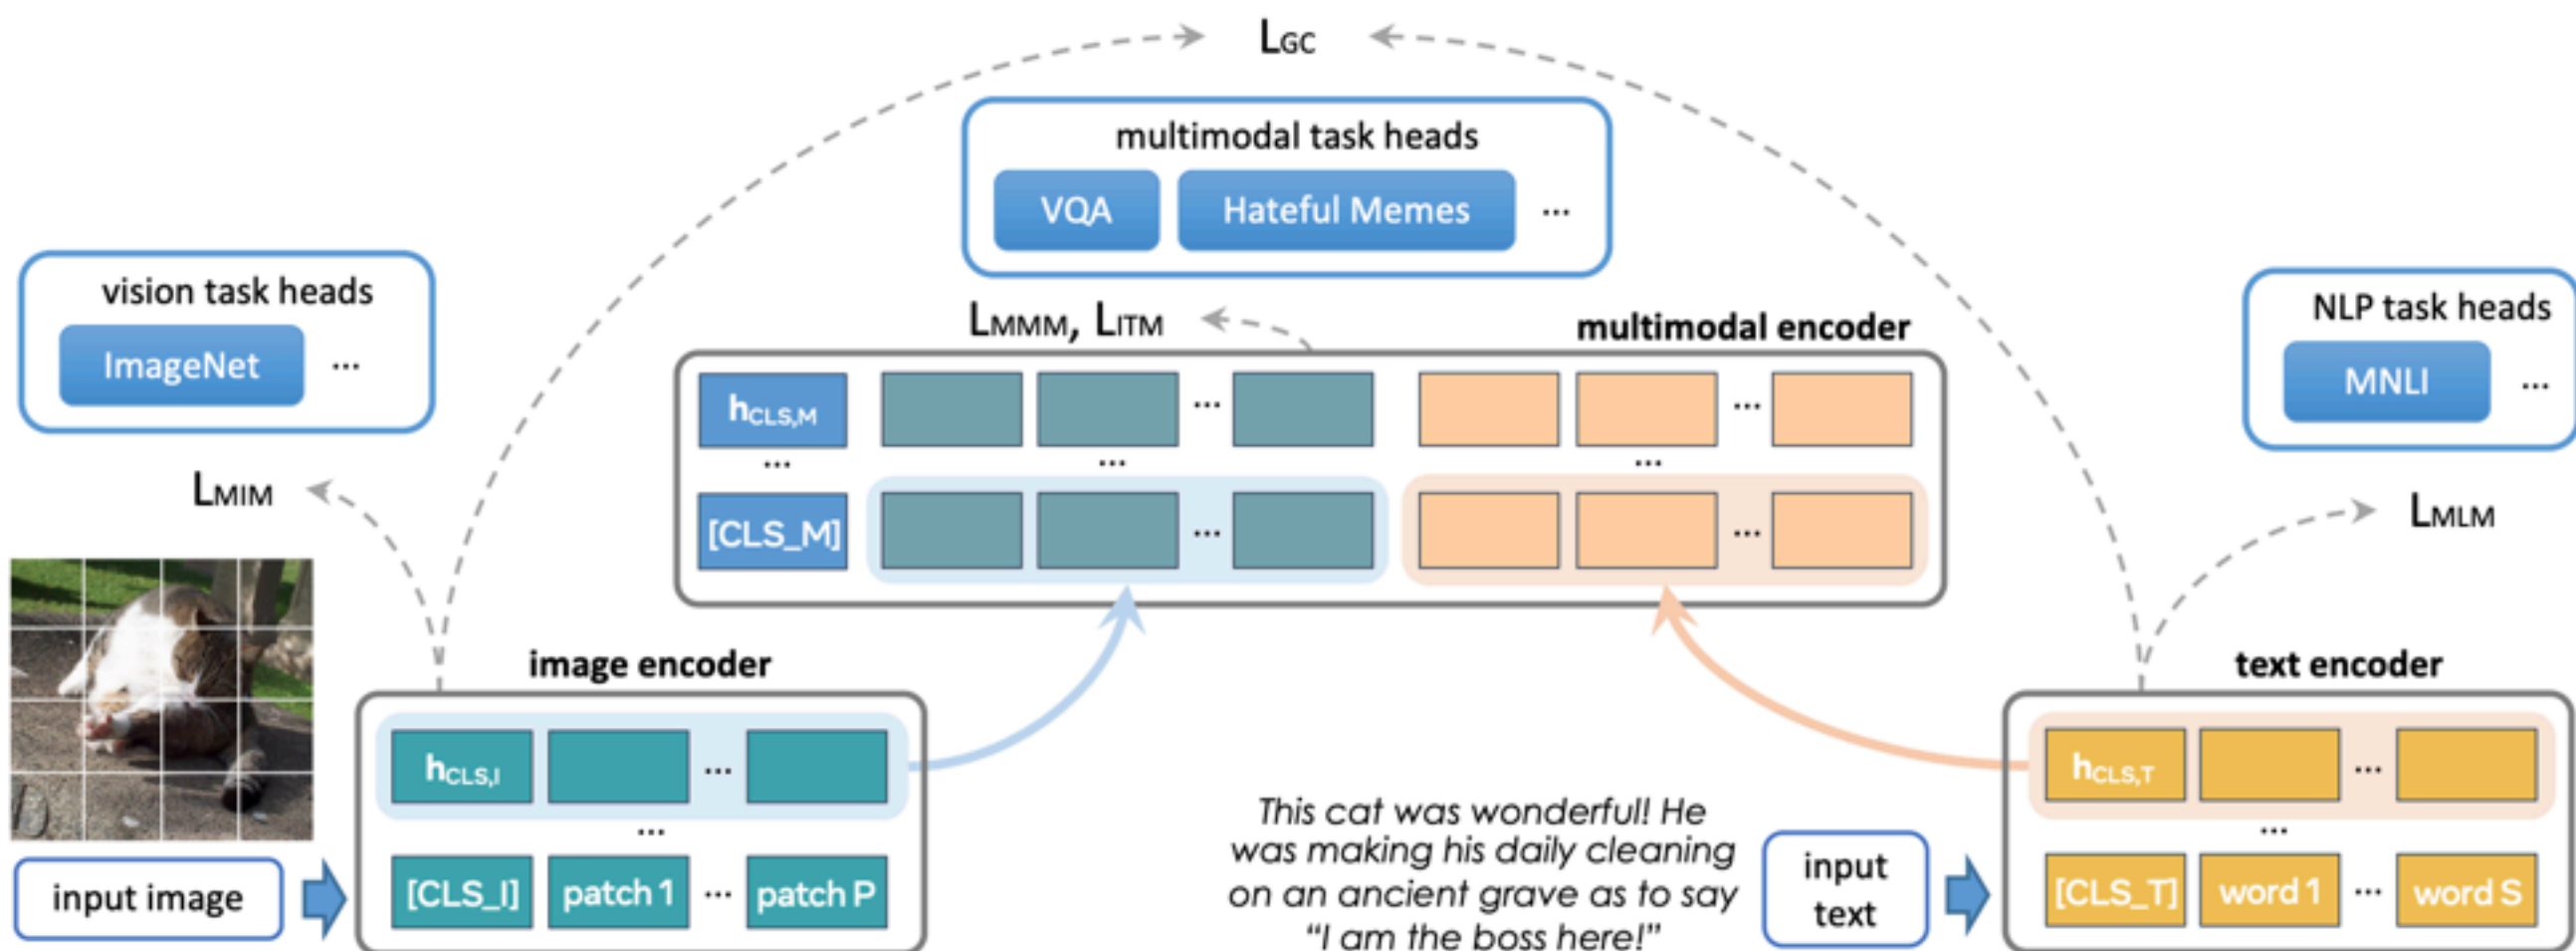 LGC
multimodal task heads
VQA
Hateful Memes
...
vision task heads
ImageNet
...
LMMM, LITM
multimodal encoder
NLP task heads
MNLI
...
hCLS,M
...
...
...
...
...
LMIM
[CLS_M]
...
...
LMLM
image encoder
text encoder
hCLS,I
...
...
[CLS_I]
patch 1
...
patch P
input image
This cat was wonderful! He
was making his daily cleaning
on an ancient grave as to say
“I am the boss here!”
input
text
hCLS,T
...
...
[CLS_T]
word 1
...
word S